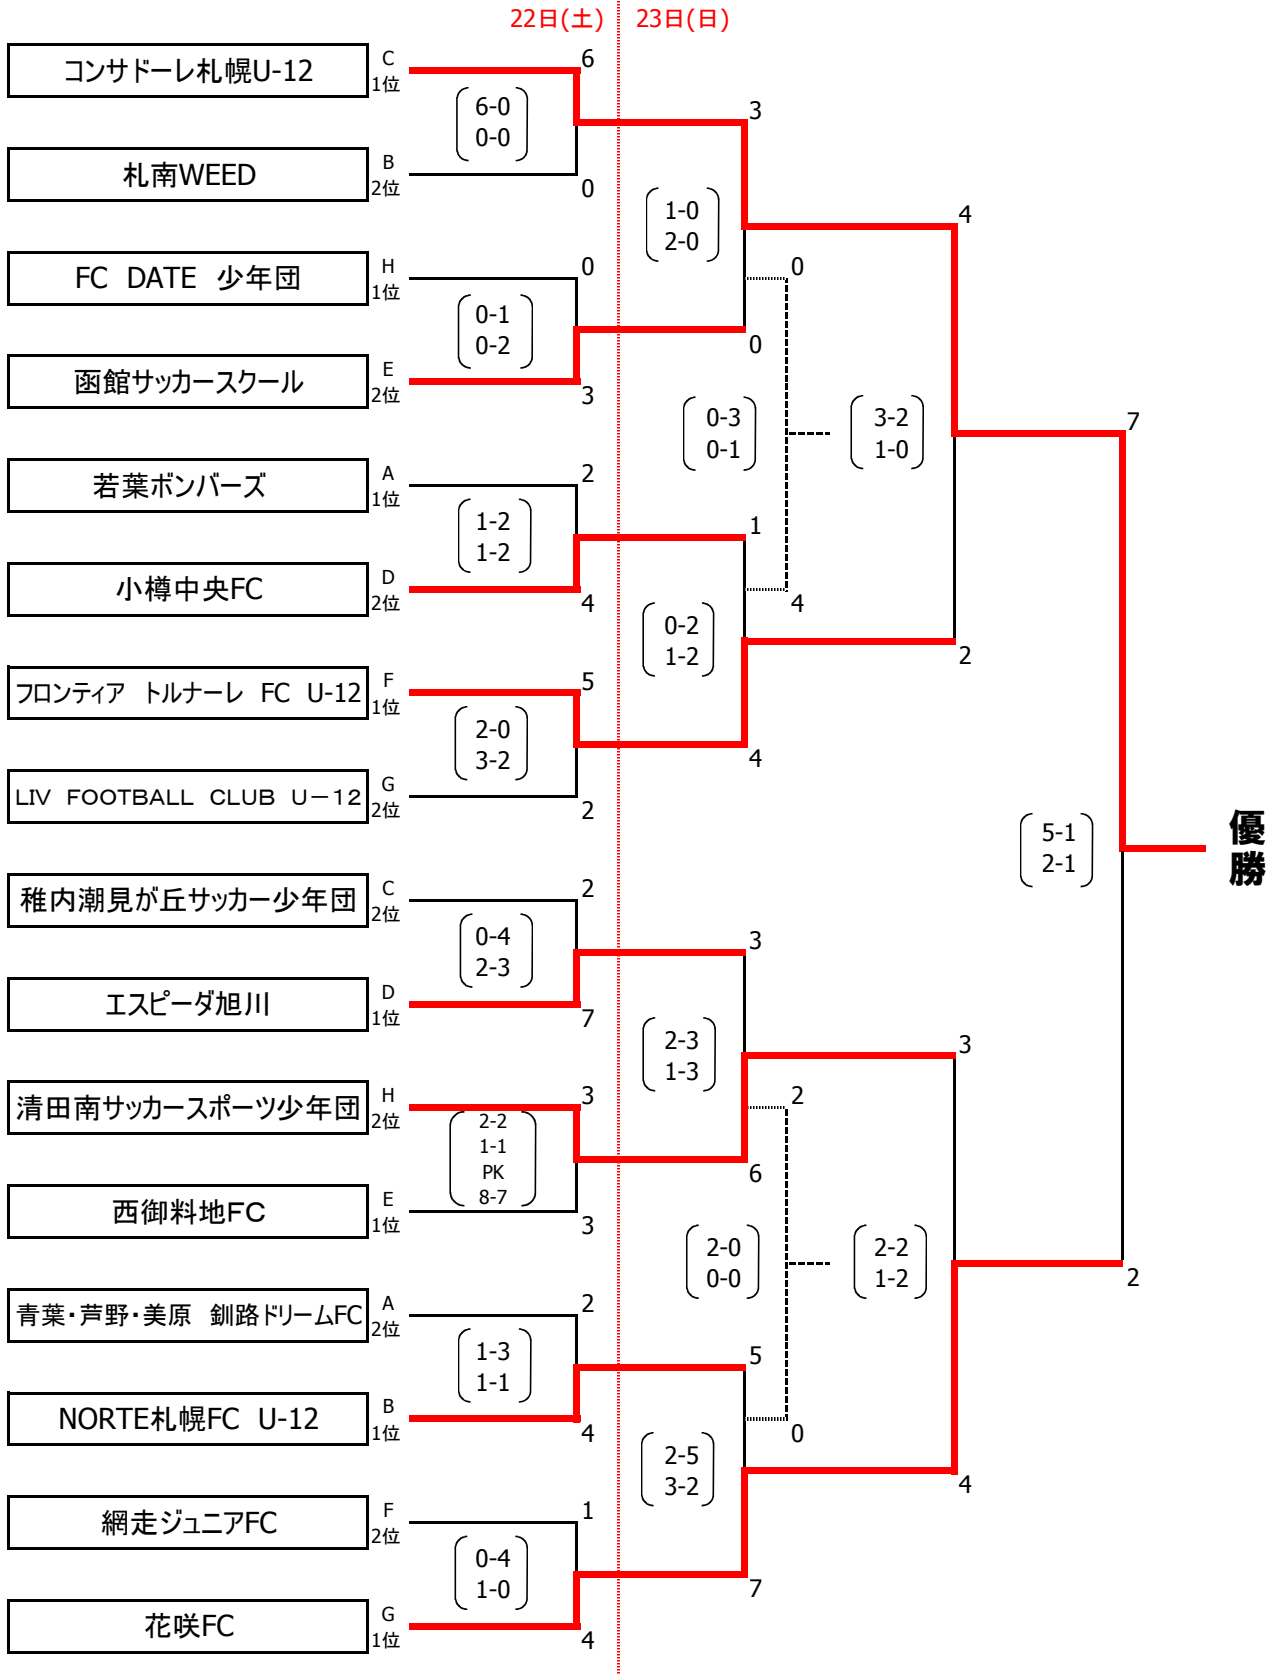 22日(土) 23日(日)
コンサドーレ札幌U-12 C 1位 6
6-0
0-0
札南WEED B 2位 0
3
1-0
2-0
FC DATE 少年団 H 1位 0
0-1
0-2
函館サッカースクール E 2位 3
0
4
0
0-3
0-1
4
3-2
1-0
若葉ボンバーズ A 1位 2
1-2
1-2
小樽中央FC D 2位 4
1
0-2
1-2
フロンティア トルナーレ FC U-12 F 1位 5
2-0
3-2
LIV FOOTBALL CLUB U-12 G 2位 2
4
2
7
5-1
2-1
優勝
稚内潮見が丘サッカー少年団 C 2位 2
0-4
2-3
エスピーダ旭川 D 1位 7
3
2-3
1-3
清田南サッカースポーツ少年団 H 2位 3
2-2
1-1
PK
8-7
西御料地FC E 1位 3
6
3
2
2-0
0-0
0
2-2
1-2
青葉・芦野・美原 釧路ドリームFC A 2位 2
1-3
1-1
NORTE札幌FC U-12 B 1位 4
5
2-5
3-2
網走ジュニアFC F 2位 1
0-4
1-0
花咲FC G 1位 4
7
4
2